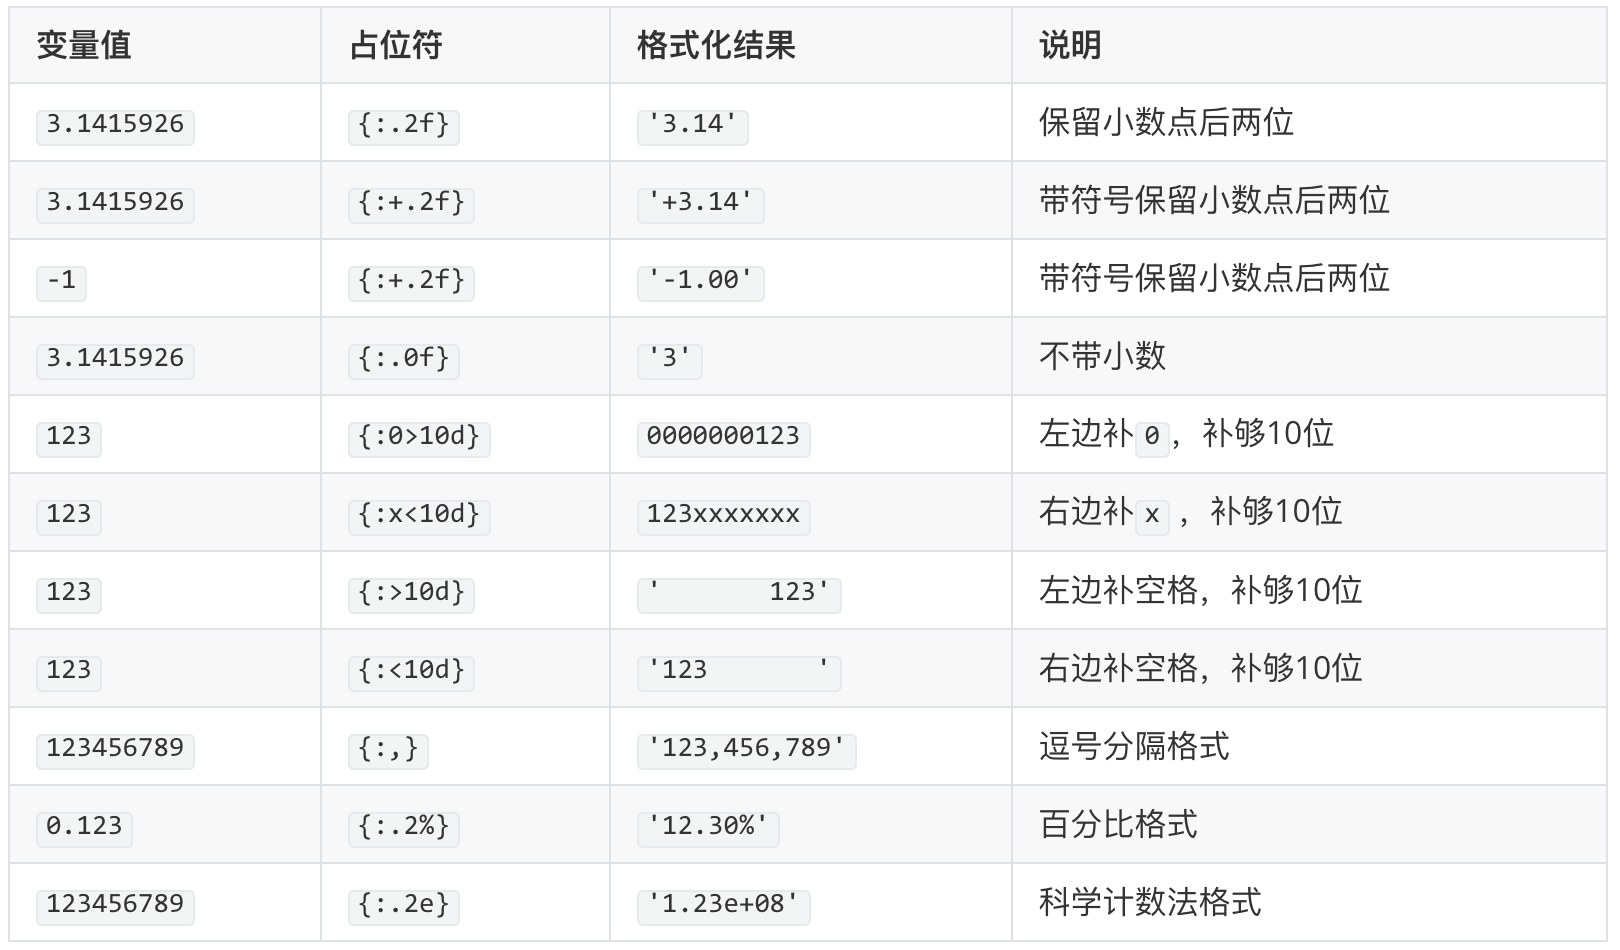 变量值 占位符 格式化结果 说明
3.1415926 {:.2f} '3.14' 保留小数点后两位
3.1415926 {:+.2f} '+3.14' 带符号保留小数点后两位
-1 {:+.2f} '-1.00' 带符号保留小数点后两位
3.1415926 {:.0f} '3' 不带小数
123 {:0>10d} 0000000123 左边补0，补够10位
123 {:x<10d} 123xxxxxxx 右边补x，补够10位
123 {:>10d} '       123' 左边补空格，补够10位
123 {:<10d} '123       ' 右边补空格，补够10位
123456789 {:,} '123,456,789' 逗号分隔格式
0.123 {:.2%} '12.30%' 百分比格式
123456789 {:.2e} '1.23e+08' 科学计数法格式